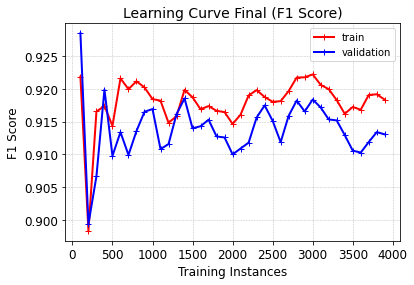 Learning Curve Final (F1 Score)
train
validation
F1 Score
0.925
0.920
0.915
0.910
0.905
0.900
0 500 1000 1500 2000 2500 3000 3500 4000
Training Instances